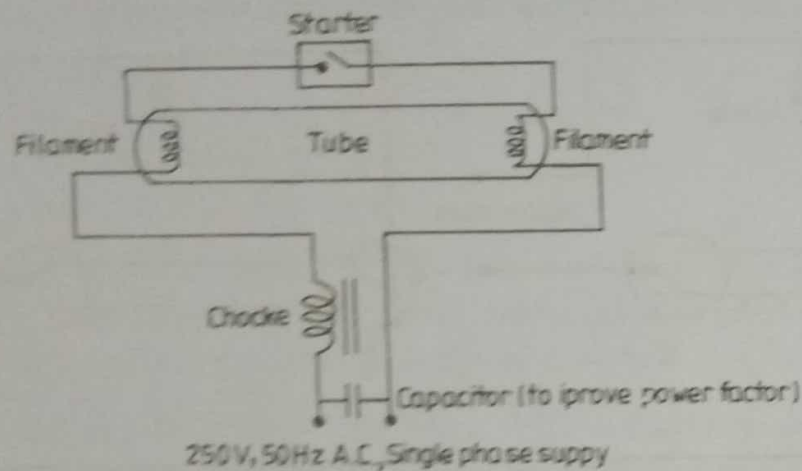 Starter
Filament
Tube
Filament
Chocke
Capacitor (to iprove power factor)
250V, 50Hz A.C., Single phase suppy